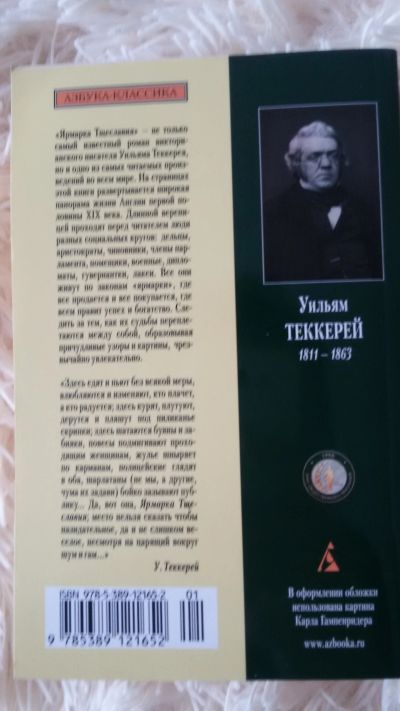 АЗБУКА-КЛАССИКА
«Ярмарка Тщеславия» — не только
самый известный роман виктори-
анского писателя Уильяма Теккерея,
но и одно из самых читаемых произ-
ведений во всем мире. На страницах
этой книги развертывается широкая
панорама жизни Англии первой по-
ловины XIX века. Длинной верени-
цей проходят перед читателем люди
разных социальных кругов: дельцы,
аристократы, чиновники, члены пар-
ламента, помещики, военные, дипло-
маты, гувернантки, лакеи. Все они
живут по законам «ярмарки», где
все продается и все покупается, где
всем правит успех и богатство. Сле-
дить за тем, как их судьбы перепле-
таются между собой, образовывая
причудливые узоры и картины, чрез-
вычайно увлекательно.
«Здесь едят и пьют без всякой меры,
влюбляются и изменяют, кто плачет,
а кто радуется; здесь курят, плутуют,
дерутся и пляшут под пиликанье
скрипки; здесь шатаются буяны и за-
бияки, повесы подмигивают прохо-
дящим женщинам, жулье шныряет
по карманам, полицейские глядят
в оба, шарлатаны (не мы, а другие,
чума их задави) бойко зазывают пуб-
лику... Да, вот она, Ярмарка Тще-
славия; место нельзя сказать чтобы
назидательное, да и не слишком ве-
селое, несмотря на царящий вокруг
шум и гам...»
У. Теккерей
ISBN 978-5-389-12165-2
01
9 785389 121652
Уильям
ТЕККЕРЕЙ
1811 – 1863
В оформлении обложки
использована картина
Карла Гампенридера
www.azbooka.ru